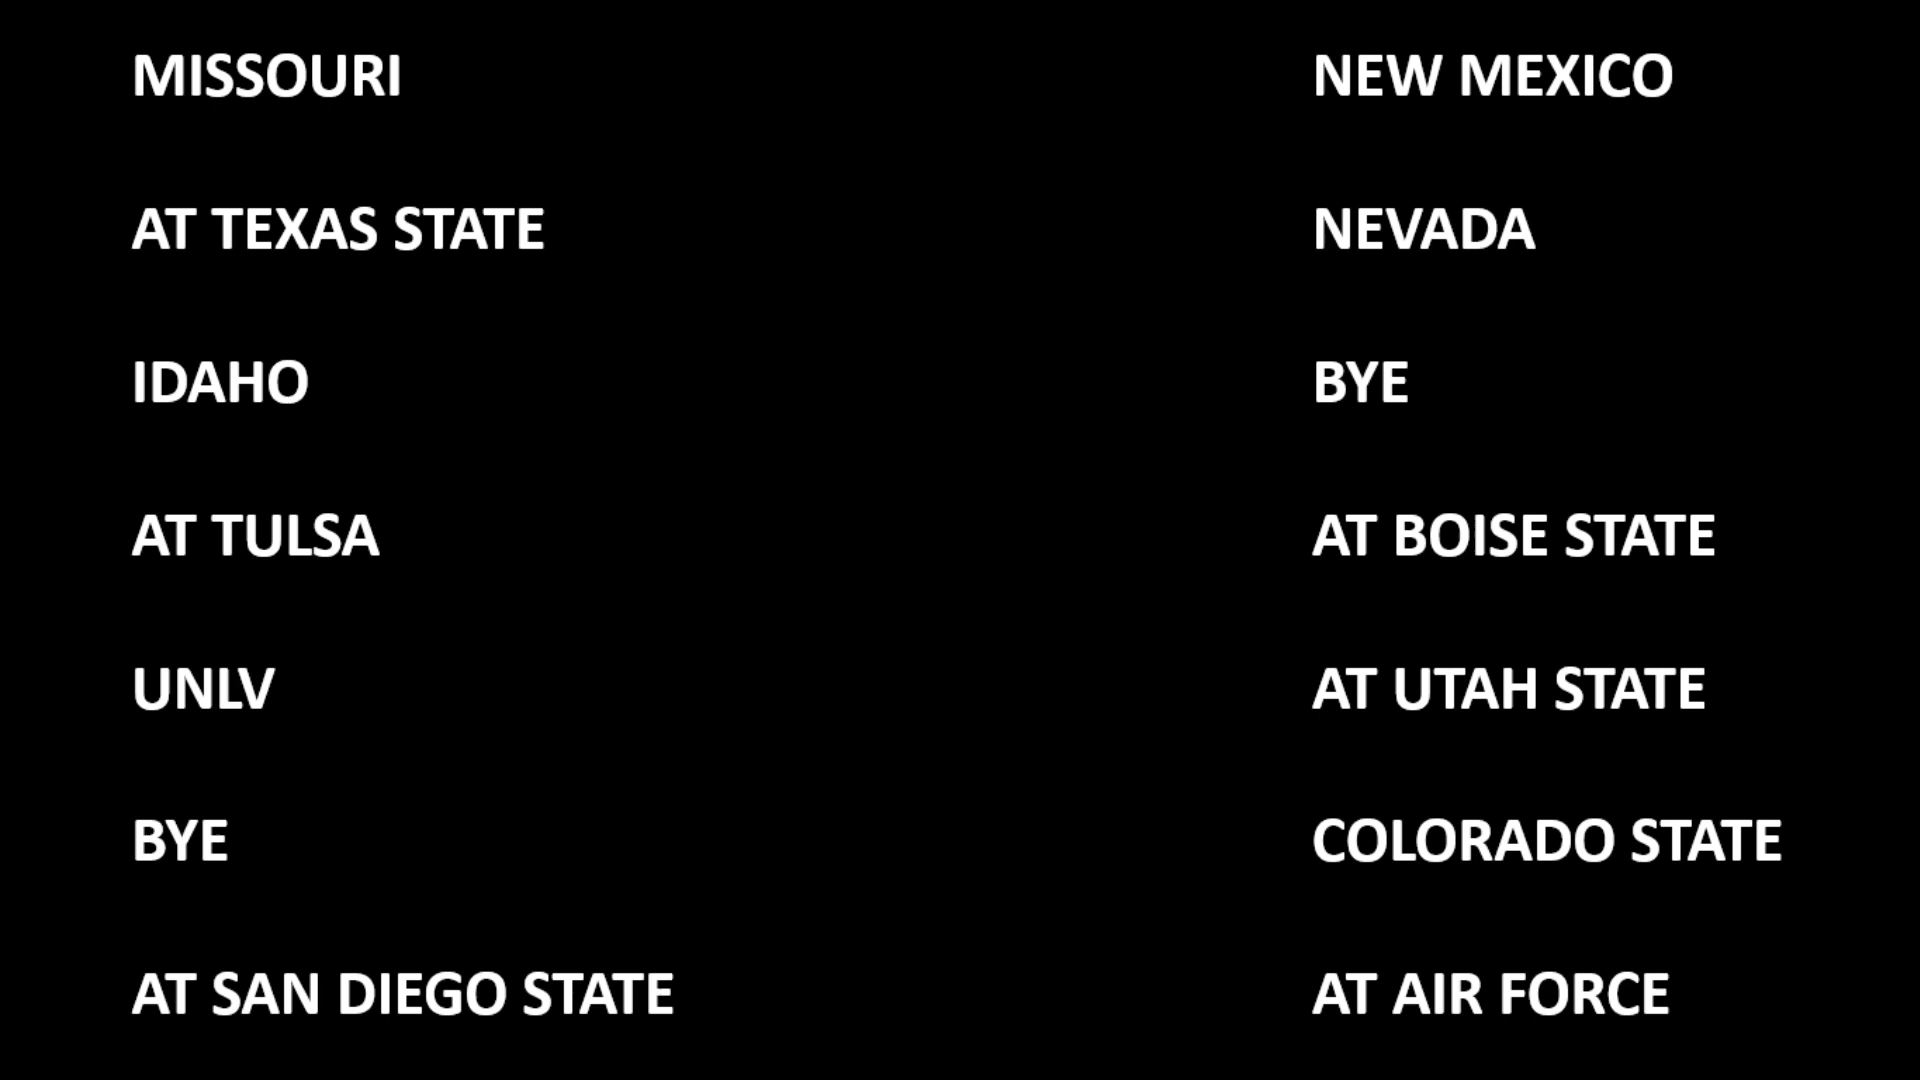 MISSOURI
AT TEXAS STATE
IDAHO
AT TULSA
UNLV
BYE
AT SAN DIEGO STATE
NEW MEXICO
NEVADA
BYE
AT BOISE STATE
AT UTAH STATE
COLORADO STATE
AT AIR FORCE